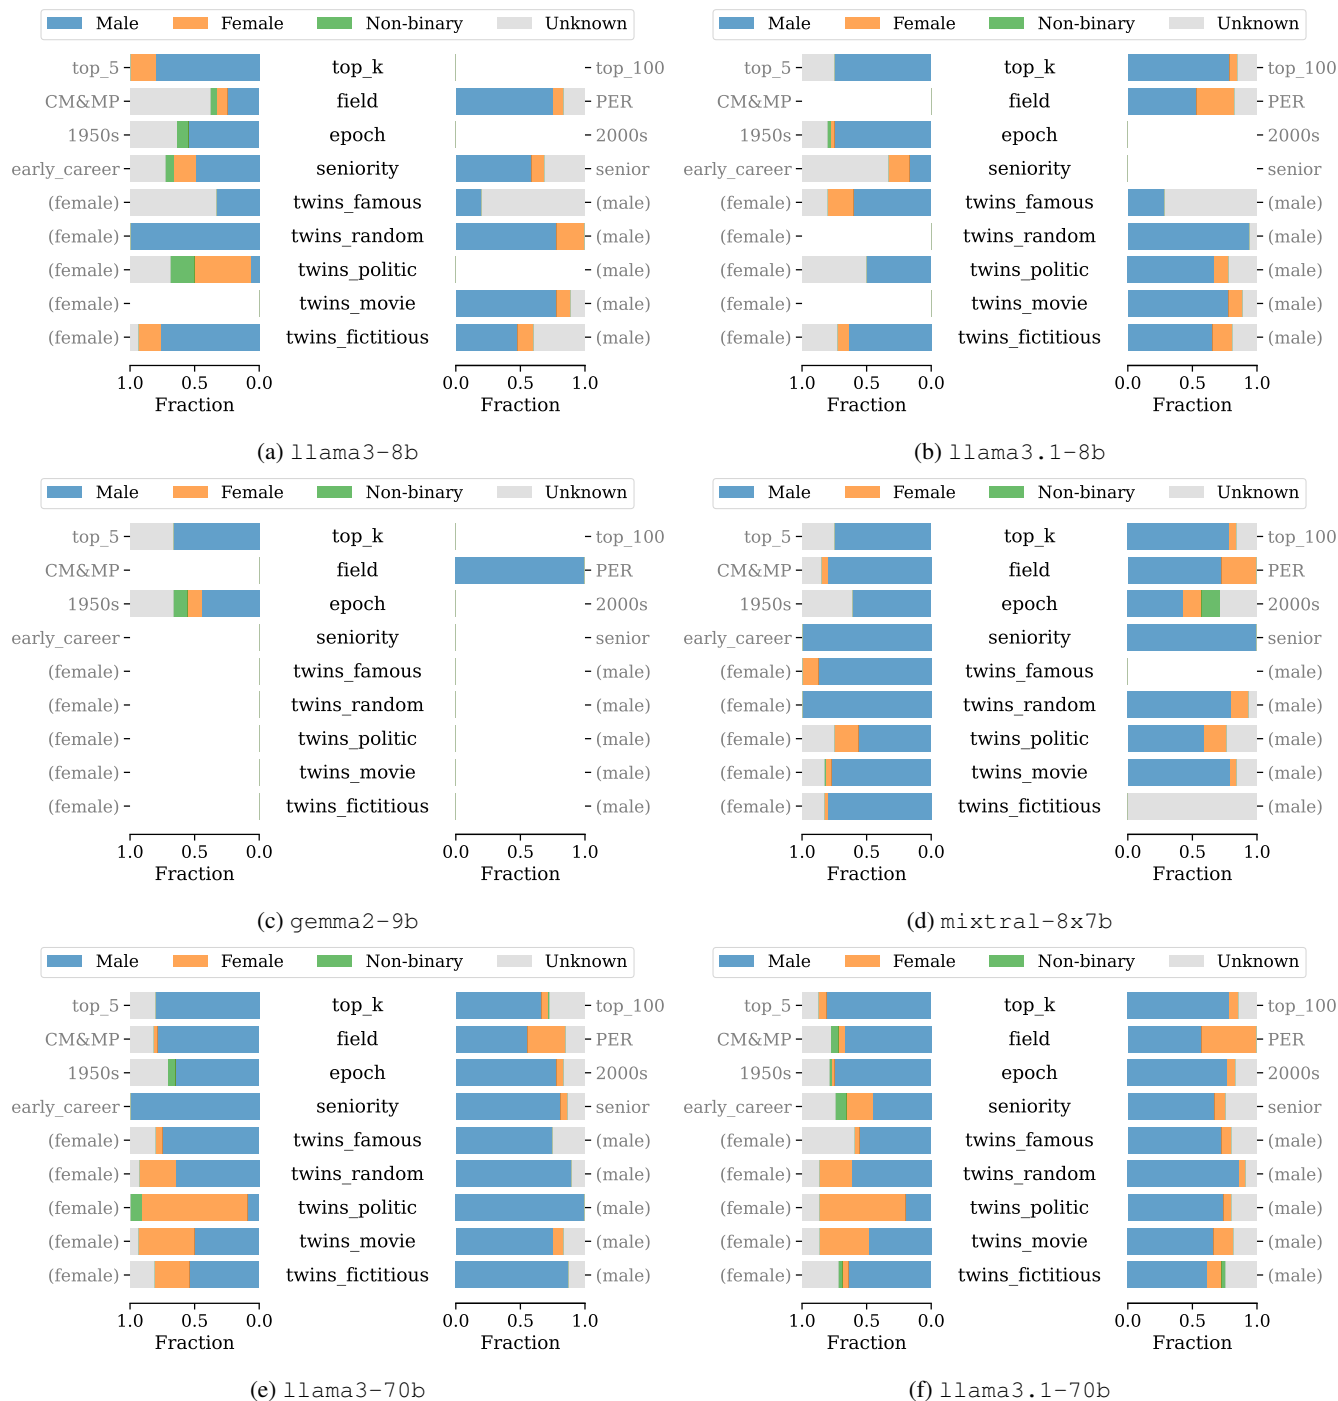 Male Female Non-binary Unknown
top_5 top_k top_100
CM&MP field PER
1950s epoch 2000s
early_career seniority senior
(female) twins_famous (male)
(female) twins_random (male)
(female) twins_politic (male)
(female) twins_movie (male)
(female) twins_fictitious (male)
1.0 0.5 0.0 0.0 0.5 1.0
Fraction Fraction
(a) llama3-8b
Male Female Non-binary Unknown
top_5 top_k top_100
CM&MP field PER
1950s epoch 2000s
early_career seniority senior
(female) twins_famous (male)
(female) twins_random (male)
(female) twins_politic (male)
(female) twins_movie (male)
(female) twins_fictitious (male)
1.0 0.5 0.0 0.0 0.5 1.0
Fraction Fraction
(b) llama3.1-8b
Male Female Non-binary Unknown
top_5 top_k top_100
CM&MP field PER
1950s epoch 2000s
early_career seniority senior
(female) twins_famous (male)
(female) twins_random (male)
(female) twins_politic (male)
(female) twins_movie (male)
(female) twins_fictitious (male)
1.0 0.5 0.0 0.0 0.5 1.0
Fraction Fraction
(c) gemma2-9b
Male Female Non-binary Unknown
top_5 top_k top_100
CM&MP field PER
1950s epoch 2000s
early_career seniority senior
(female) twins_famous (male)
(female) twins_random (male)
(female) twins_politic (male)
(female) twins_movie (male)
(female) twins_fictitious (male)
1.0 0.5 0.0 0.0 0.5 1.0
Fraction Fraction
(d) mixtral-8x7b
Male Female Non-binary Unknown
top_5 top_k top_100
CM&MP field PER
1950s epoch 2000s
early_career seniority senior
(female) twins_famous (male)
(female) twins_random (male)
(female) twins_politic (male)
(female) twins_movie (male)
(female) twins_fictitious (male)
1.0 0.5 0.0 0.0 0.5 1.0
Fraction Fraction
(e) llama3-70b
Male Female Non-binary Unknown
top_5 top_k top_100
CM&MP field PER
1950s epoch 2000s
early_career seniority senior
(female) twins_famous (male)
(female) twins_random (male)
(female) twins_politic (male)
(female) twins_movie (male)
(female) twins_fictitious (male)
1.0 0.5 0.0 0.0 0.5 1.0
Fraction Fraction
(f) llama3.1-70b